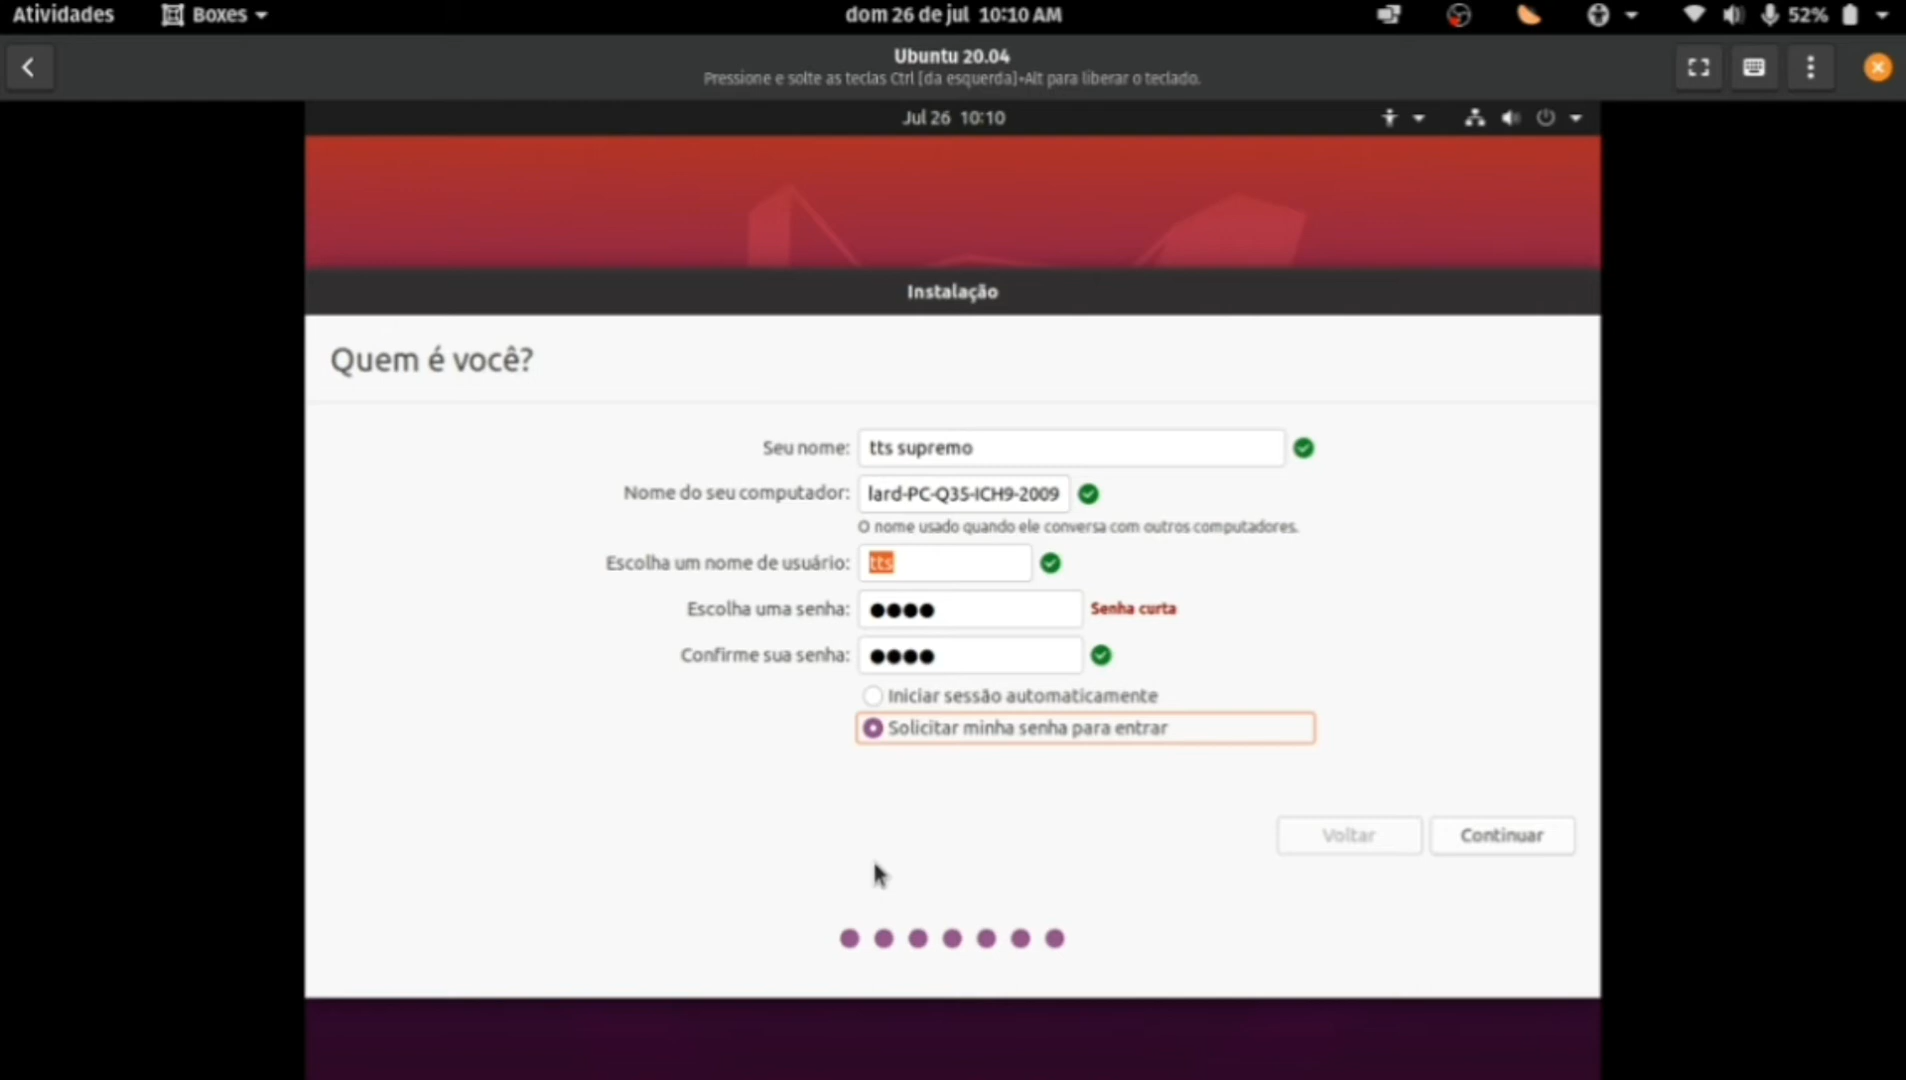 Atividades Boxes dom 26 de jul 10:10 AM 52%
Ubuntu 20.04
Pressione e solte as teclas Ctrl [da esquerda]+Alt para liberar o teclado.
Jul 26 10:10
Instalação
Quem é você?
Seu nome: tts supremo
Nome do seu computador: lard-PC-Q35-ICH9-2009
O nome usado quando ele conversa com outros computadores.
Escolha um nome de usuário: tts
Escolha uma senha: ●●●● Senha curta
Confirme sua senha: ●●●●
Iniciar sessão automaticamente
Solicitar minha senha para entrar
Voltar Continuar